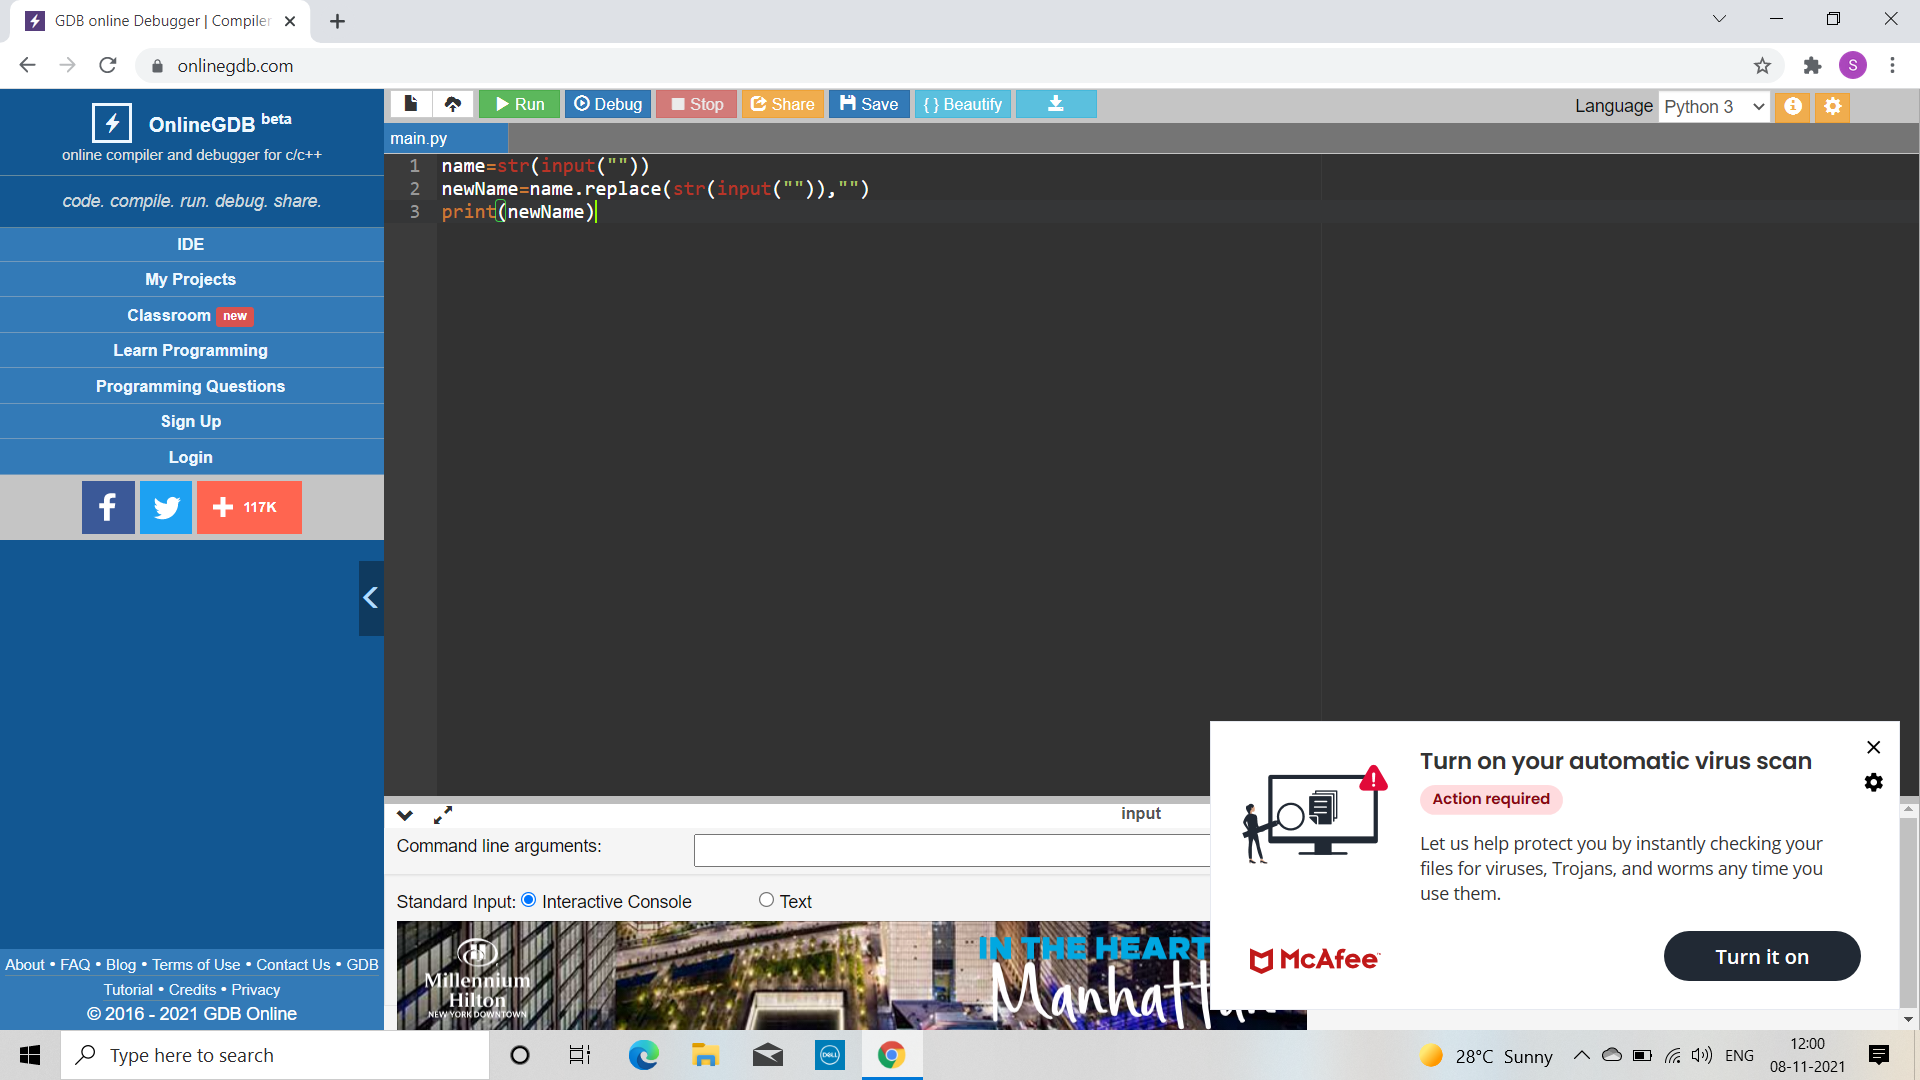 GDB online Debugger | Compiler
onlinegdb.com
S
OnlineGDB beta
online compiler and debugger for c/c++
code. compile. run. debug. share.
IDE
My Projects
Classroom new
Learn Programming
Programming Questions
Sign Up
Login
117K
About • FAQ • Blog • Terms of Use • Contact Us • GDB
Tutorial • Credits • Privacy
© 2016 - 2021 GDB Online
Run Debug Stop Share Save { } Beautify
Language Python 3
main.py
1 name=str(input(""))
2 newName=name.replace(str(input("")),"")
3 print(newName)
input
Command line arguments:
Standard Input: Interactive Console Text
Millennium
Hilton
NEW YORK DOWNTOWN
IN THE HEART
Turn on your automatic virus scan
Action required
Let us help protect you by instantly checking your
files for viruses, Trojans, and worms any time you
use them.
McAfee
Turn it on
Type here to search
DELL
28°C Sunny
ENG
12:00
08-11-2021